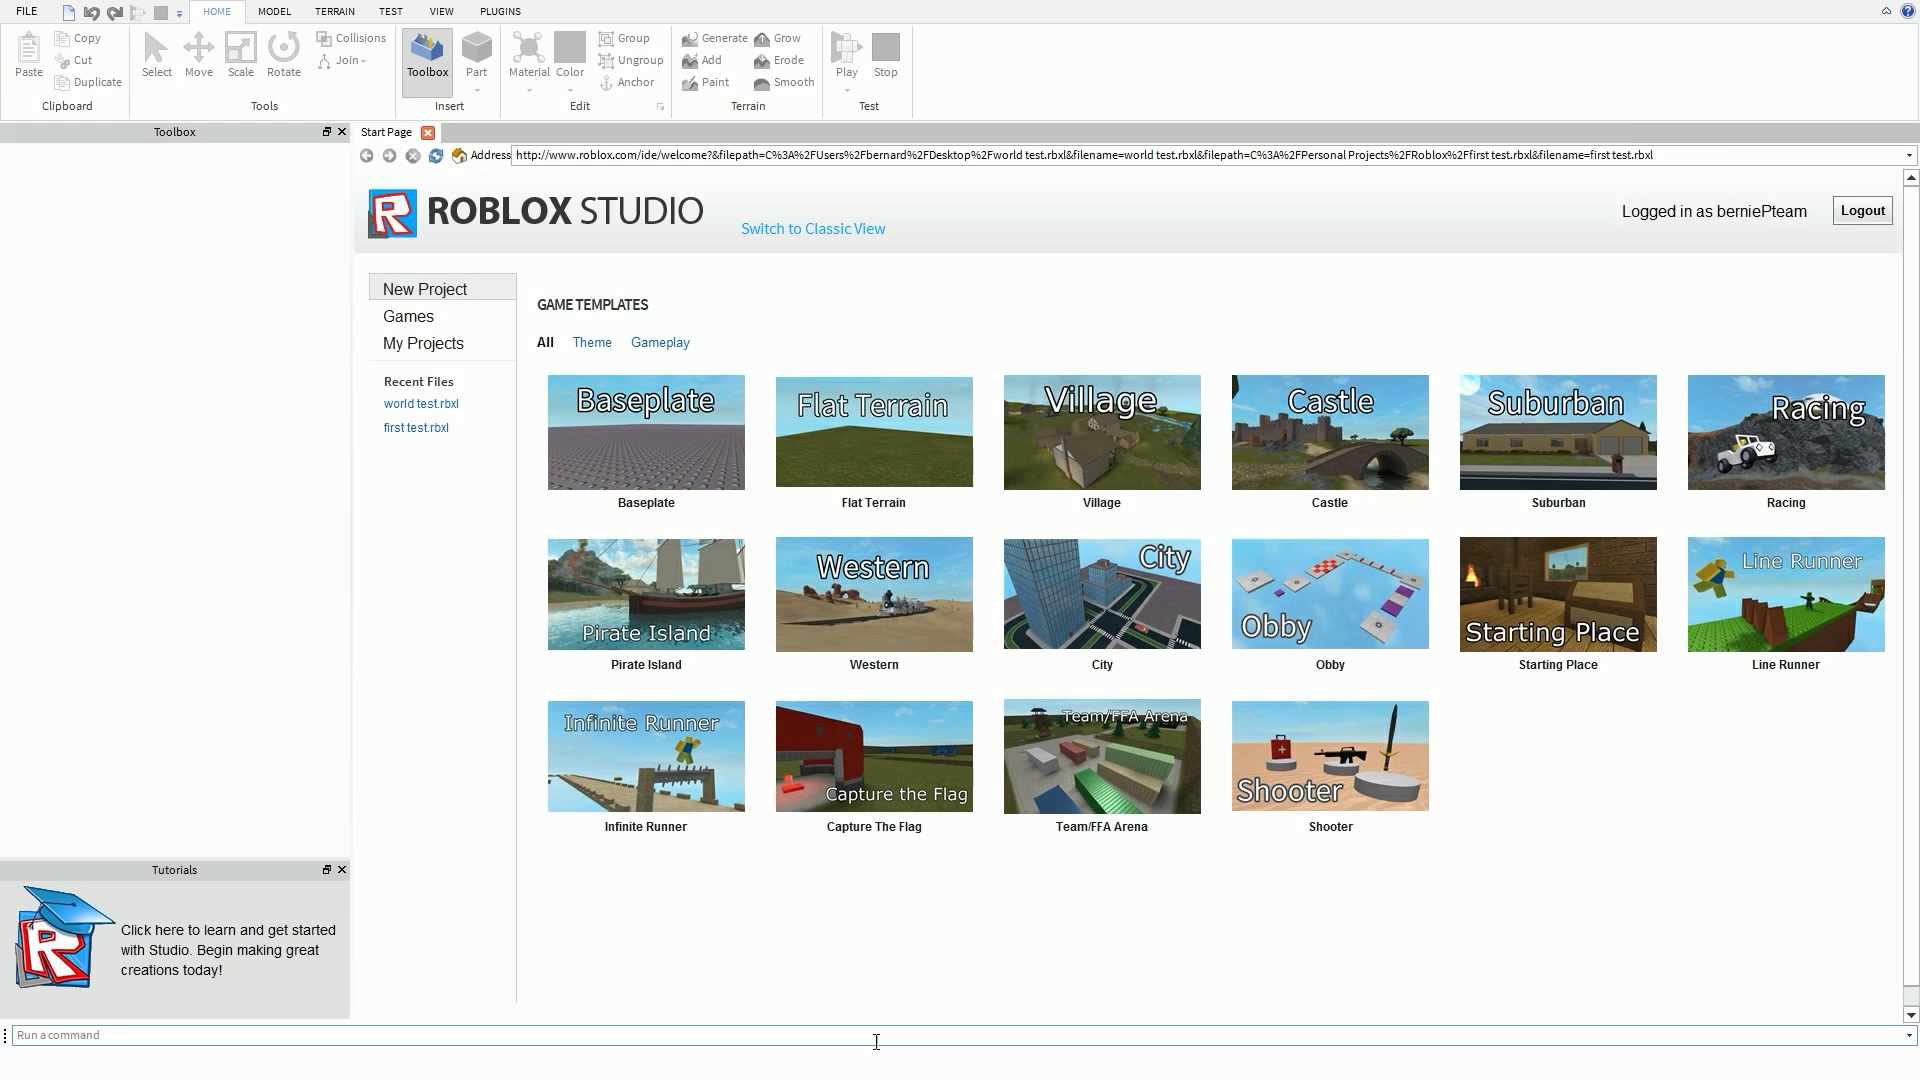 FILE HOME MODEL TERRAIN TEST VIEW PLUGINS
Paste Copy Cut Duplicate
Clipboard
Select Move Scale Rotate Collisions Join
Tools
Toolbox Part
Insert
Material Color Group Ungroup Anchor
Edit
Generate Add Paint Grow Erode Smooth
Terrain
Play Stop
Test
Toolbox
Start Page
Address http://www.roblox.com/ide/welcome?&filepath=C%3A%2FUsers%2Fbernard%2FDesktop%2Fworld test.rbxl&filename=world test.rbxl&filepath=C%3A%2FPersonal Projects%2FRoblox%2Ffirst test.rbxl&filename=first test.rbxl
R ROBLOX STUDIO
Switch to Classic View
Logged in as berniePteam
Logout
New Project
Games
My Projects
Recent Files
world test.rbxl
first test.rbxl
GAME TEMPLATES
All Theme Gameplay
Baseplate Flat Terrain Village Castle Suburban Racing
Baseplate Flat Terrain Village Castle Suburban Racing
Pirate Island Western City Obby Starting Place Line Runner
Pirate Island Western City Obby Starting Place Line Runner
Infinite Runner Capture the Flag Team/FFA Arena Shooter
Infinite Runner Capture The Flag Team/FFA Arena Shooter
Tutorials
R
Click here to learn and get started
with Studio. Begin making great
creations today!
Run a command